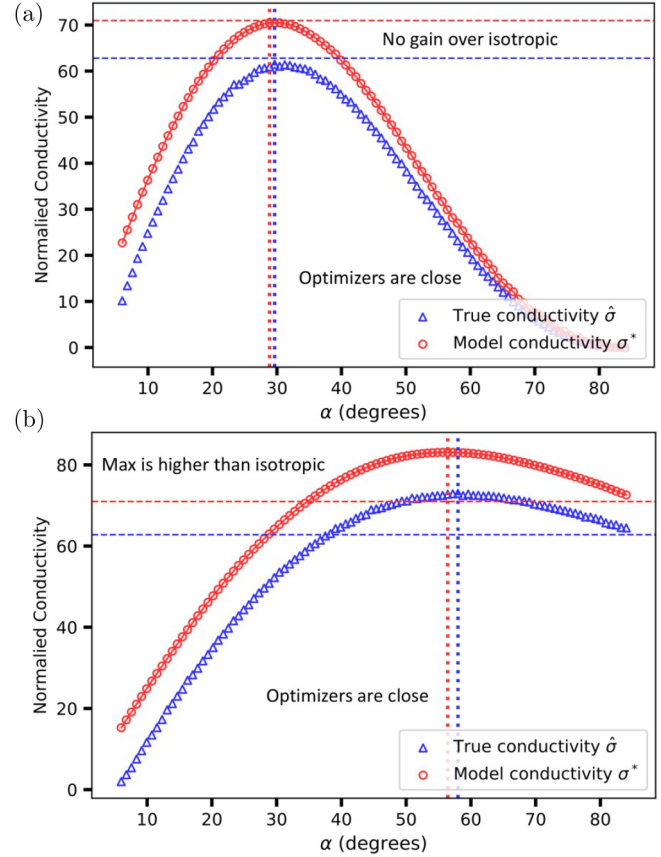 (a)
70
60
50
40
30
20
10
0
Normalied Conductivity
No gain over isotropic
Optimizers are close
True conductivity σ̂
Model conductivity σ*
10 20 30 40 50 60 70 80
α (degrees)
(b)
80
60
40
20
0
Normalied Conductivity
Max is higher than isotropic
Optimizers are close
True conductivity σ̂
Model conductivity σ*
10 20 30 40 50 60 70 80
α (degrees)